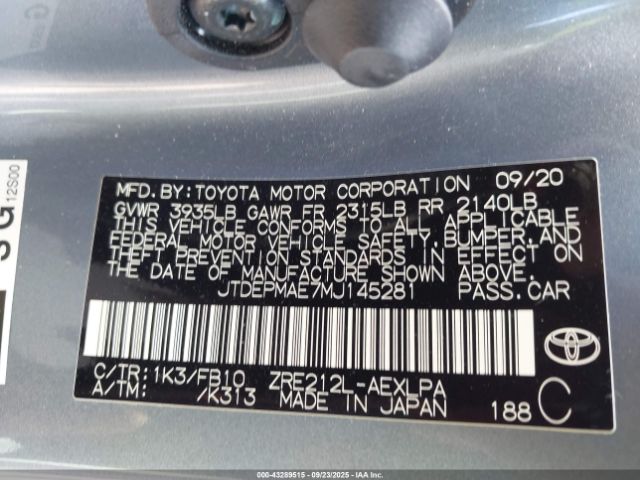 MFD.BY:TOYOTA MOTOR CORPORATION 09/20
GVWR 3935LB GAWR FR 2315LB RR 2140LB
THIS VEHICLE CONFORMS TO ALL APPLICABLE
FEDERAL MOTOR VEHICLE SAFETY,BUMPER,AND
THEFT PREVENTION STANDARDS IN EFFECT ON
THE DATE OF MANUFACTURE SHOWN ABOVE.
JTDEPMAE7MJ145281 PASS.CAR
C/TR:1K3/FB10 ZRE212L-AEXLPA
A/TM: /K313 MADE IN JAPAN 188 C
12S00
000-43289515 - 09/23/2025 - IAAI.COM